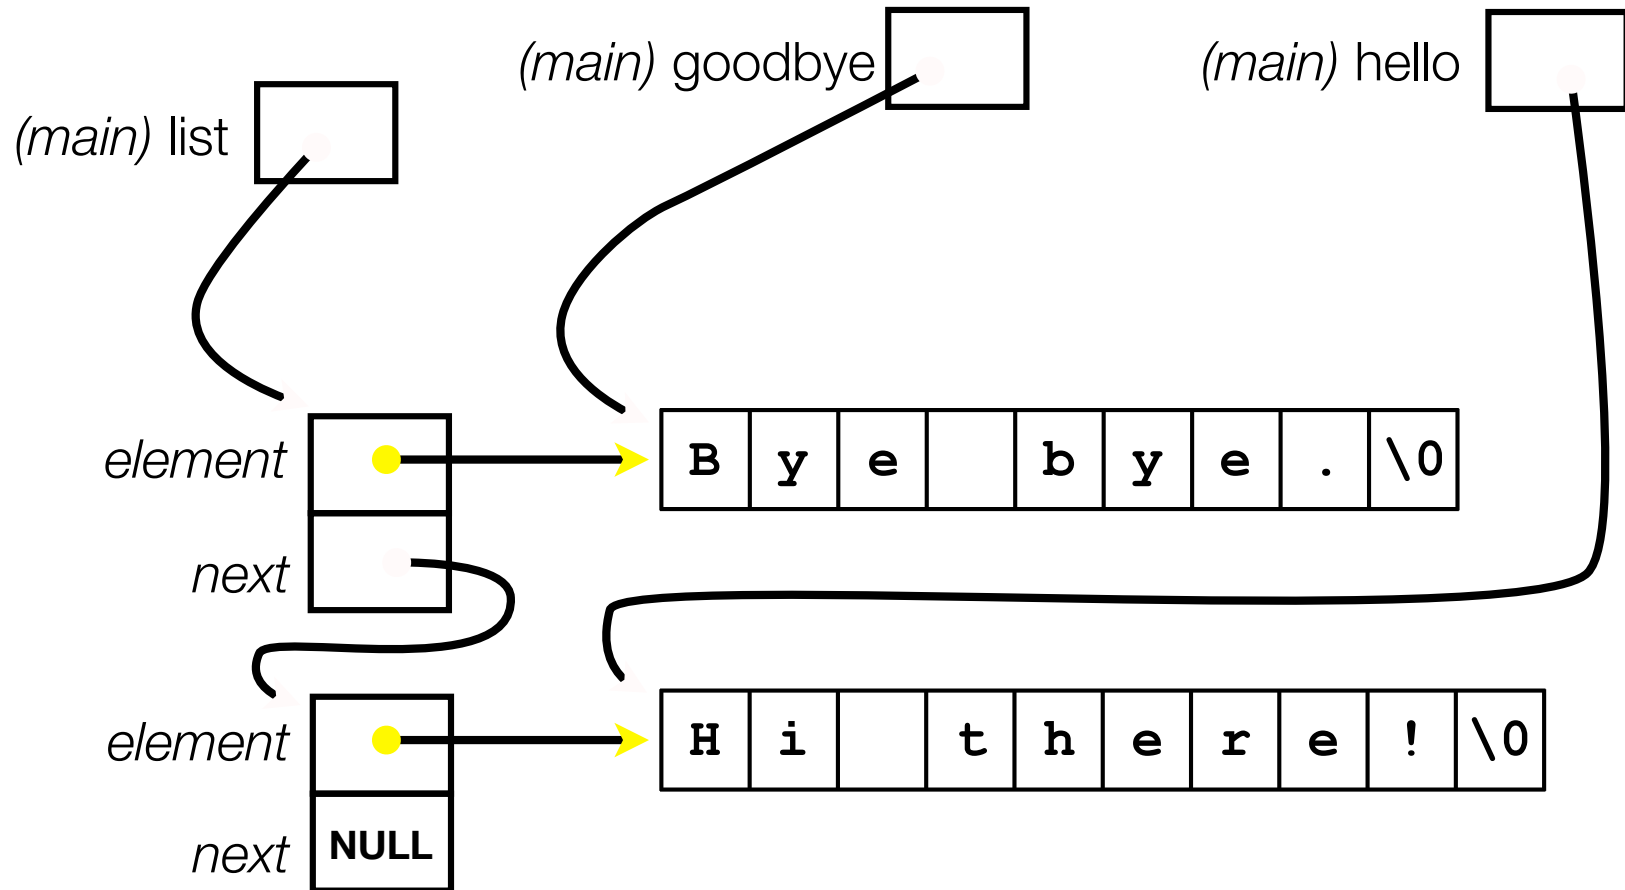 (main) goodbye
(main) hello
(main) list
element
B y e b y e . \0
next
element
H i t h e r e ! \0
next
NULL